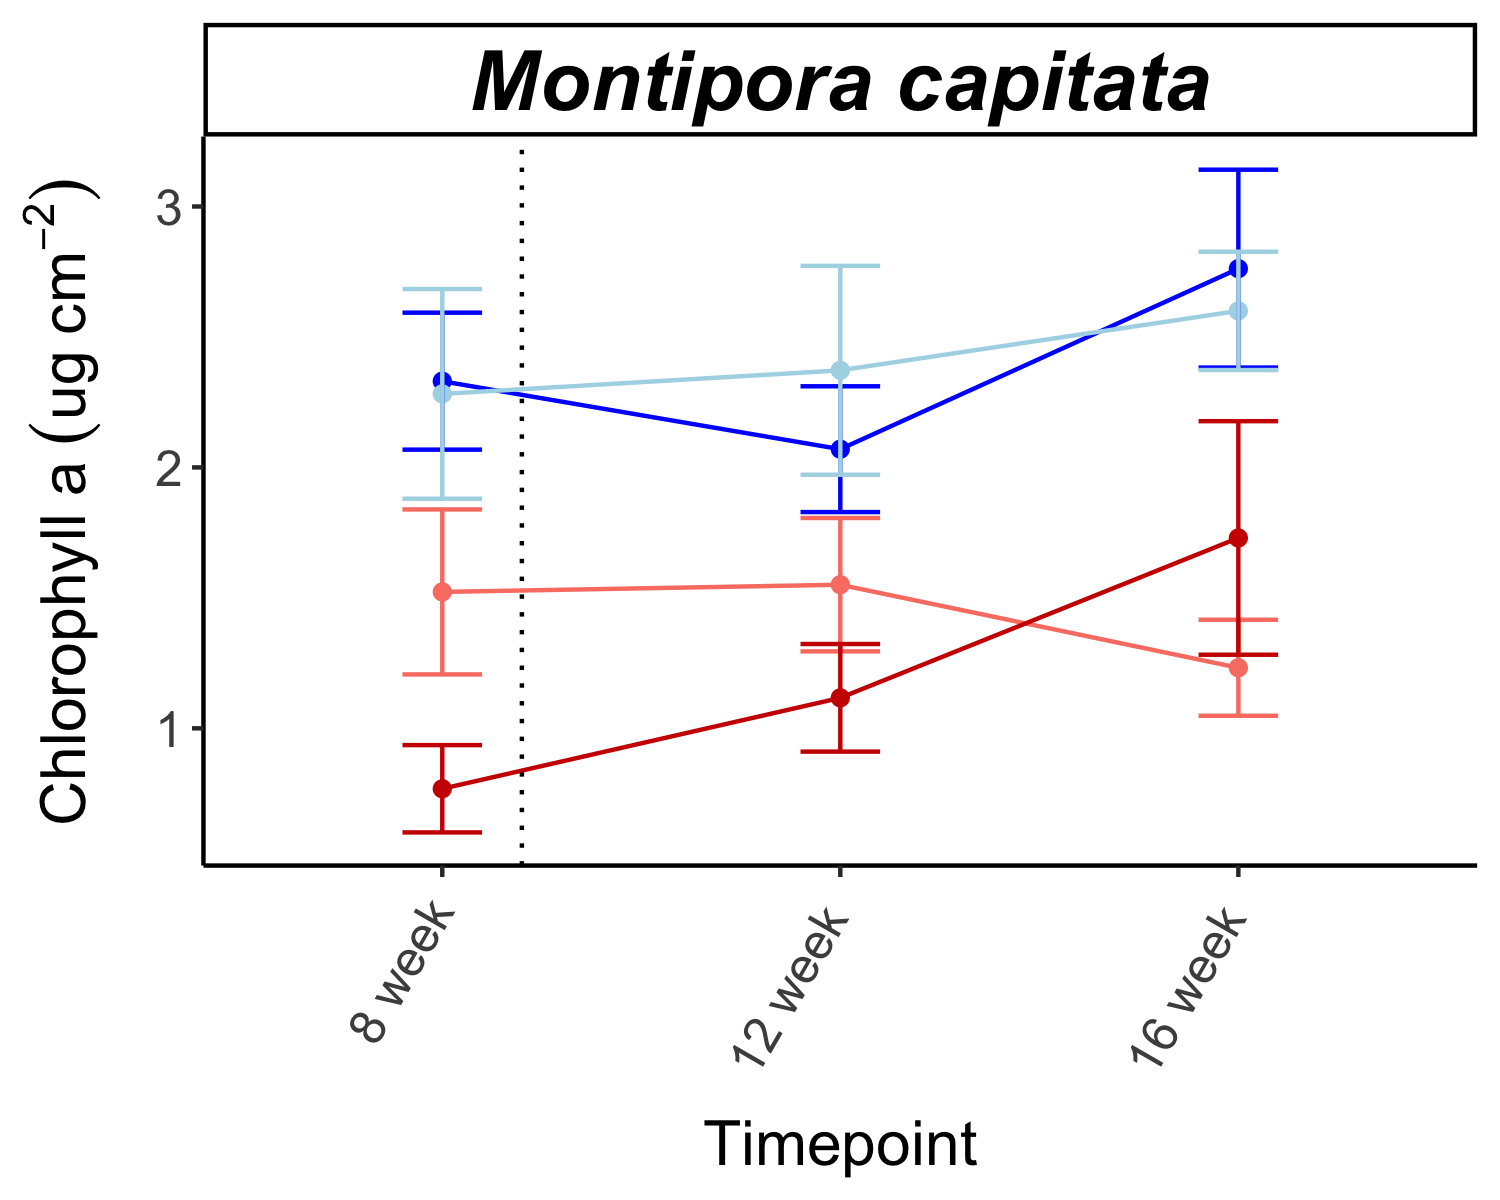 Montipora capitata
Chlorophyll a (ug cm⁻²)
3
2
1
8 week
12 week
16 week
Timepoint